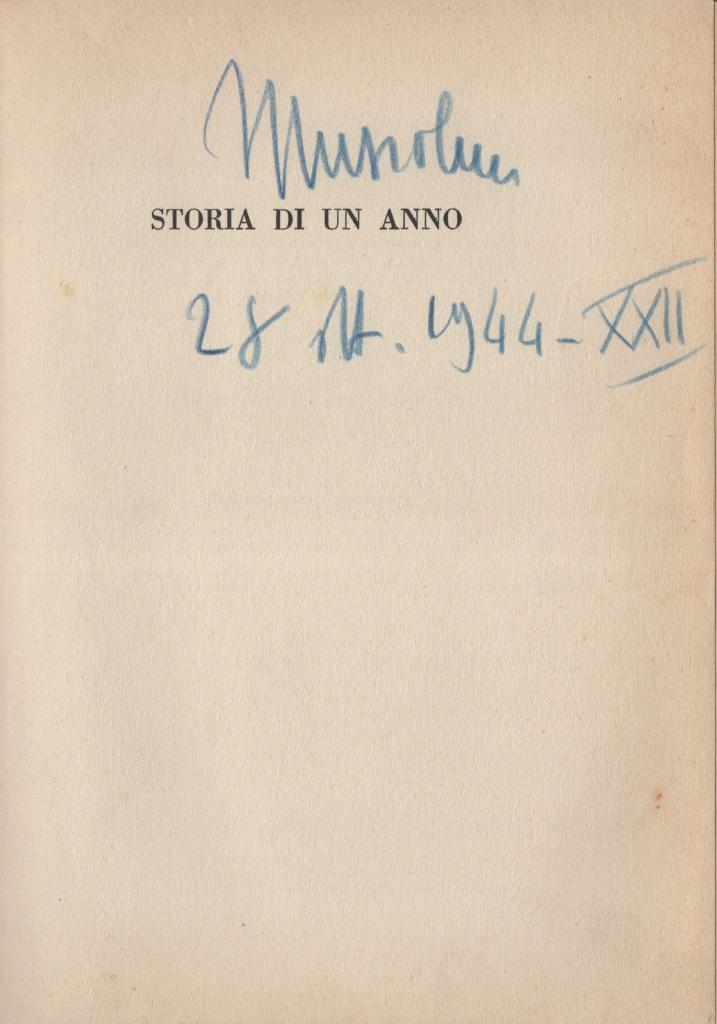 Mussolini
STORIA DI UN ANNO
28 ott. 1944 - XXII